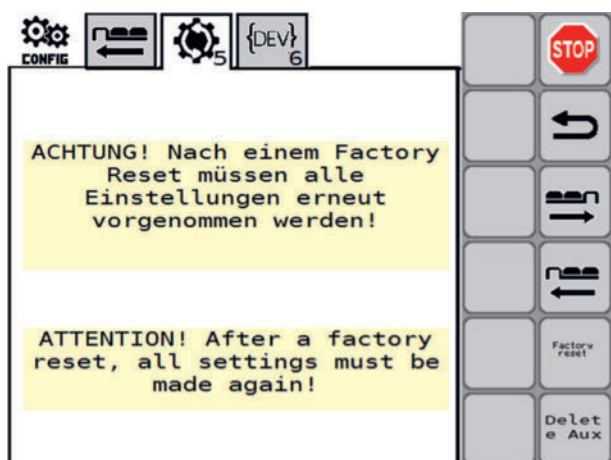 CONFIG
5
{DEV}
6
STOP
ACHTUNG! Nach einem Factory
Reset müssen alle
Einstellungen erneut
vorgenommen werden!
ATTENTION! After a factory
reset, all settings must be
made again!
Factory
reset
Delet
e Aux